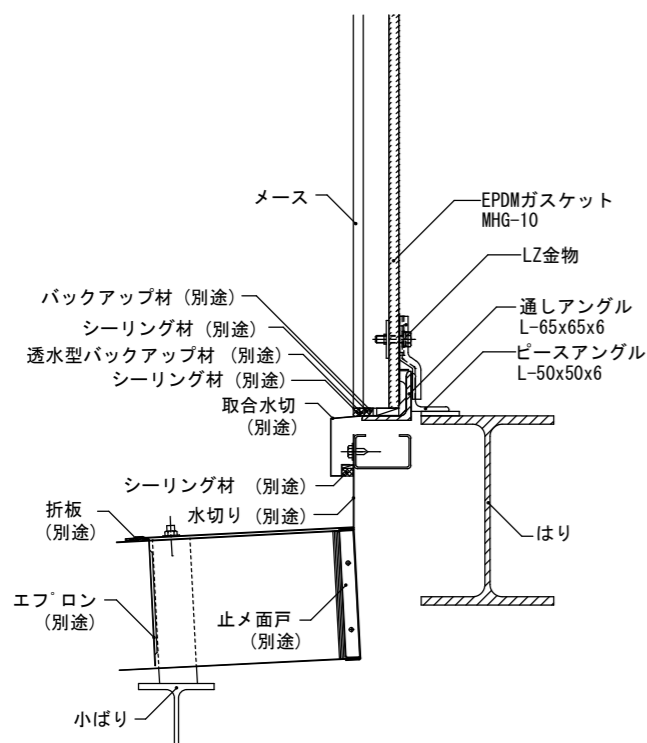 メース
EPDMガスケット
MHG-10
LZ金物
バックアップ材（別途）
通しアングル
L-65x65x6
シーリング材（別途）
透水型バックアップ材（別途）
ピースアングル
L-50x50x6
シーリング材（別途）
取合水切
（別途）
シーリング材 （別途）
折板
（別途）
水切り（別途）
はり
エプロン
（別途）
止メ面戸
（別途）
小ばり